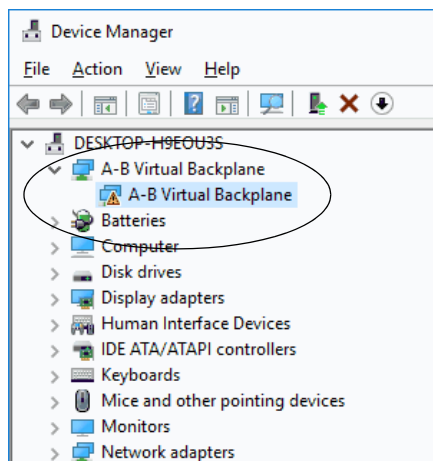 Device Manager
File Action View Help
DESKTOP-H9EOU3S
A-B Virtual Backplane
A-B Virtual Backplane
Batteries
Computer
Disk drives
Display adapters
Human Interface Devices
IDE ATA/ATAPI controllers
Keyboards
Mice and other pointing devices
Monitors
Network adapters